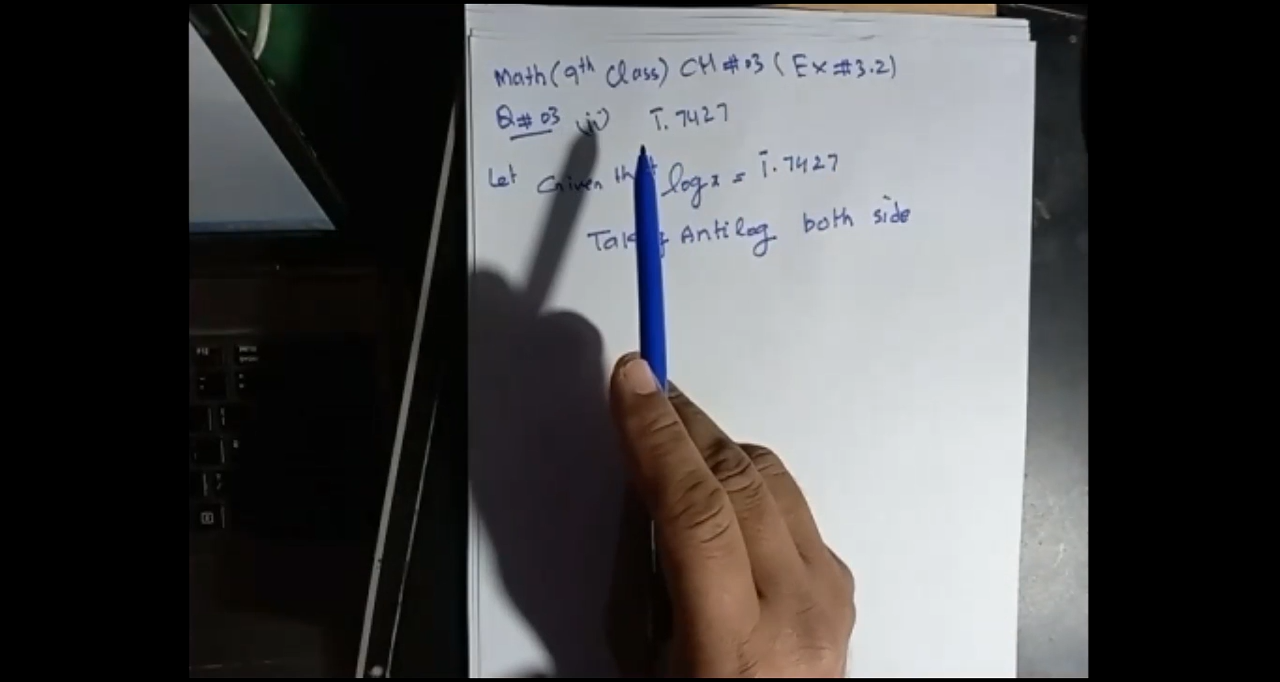 Math (9th Class) CH # 03 ( Ex # 3.2)
Q# 03 1̄.7427
Let Given that log x = 1̄.7427
Taking Antilog both side